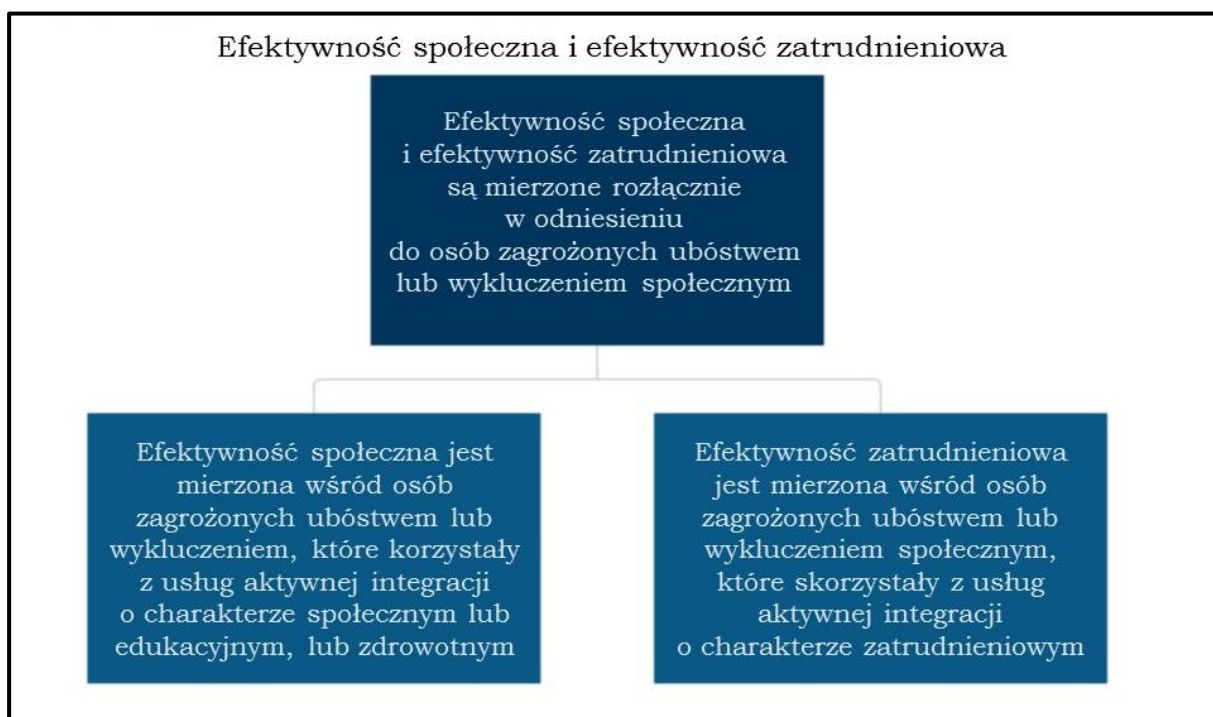 Efektywność społeczna i efektywność zatrudnieniowa
Efektywność społeczna
i efektywność zatrudnieniowa
są mierzone rozłącznie
w odniesieniu
do osób zagrożonych ubóstwem
lub wykluczeniem społecznym
Efektywność społeczna jest
mierzona wśród osób
zagrożonych ubóstwem lub
wykluczeniem, które korzystały
z usług aktywnej integracji
o charakterze społecznym lub
edukacyjnym, lub zdrowotnym
Efektywność zatrudnieniowa
jest mierzona wśród osób
zagrożonych ubóstwem lub
wykluczeniem społecznym,
które skorzystały z usług
aktywnej integracji
o charakterze zatrudnieniowym